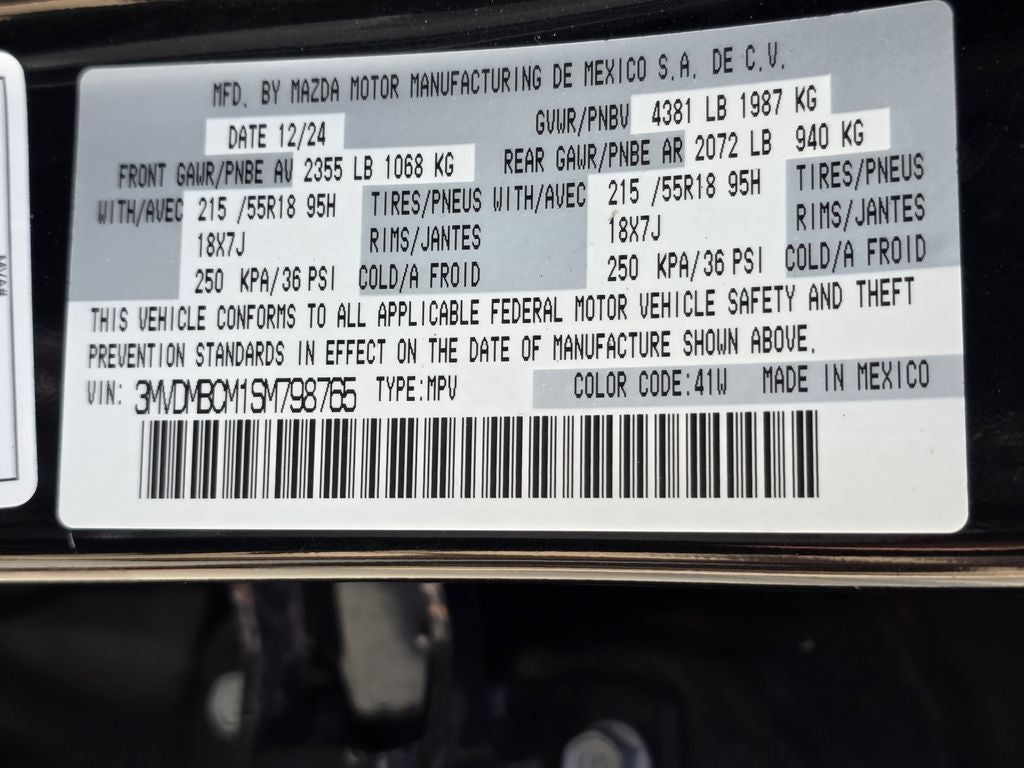 MFD. BY MAZDA MOTOR MANUFACTURING DE MEXICO S.A. DE C.V.
DATE 12/24 GVWR/PNBV 4381 LB 1987 KG
FRONT GAWR/PNBE AV 2355 LB 1068 KG REAR GAWR/PNBE AR 2072 LB 940 KG
WITH/AVEC 215 /55R18 95H TIRES/PNEUS WITH/AVEC 215 /55R18 95H TIRES/PNEUS
18X7J RIMS/JANTES 18X7J RIMS/JANTES
250 KPA/36 PSI COLD/A FROID 250 KPA/36 PSI COLD/A FROID
THIS VEHICLE CONFORMS TO ALL APPLICABLE FEDERAL MOTOR VEHICLE SAFETY AND THEFT
PREVENTION STANDARDS IN EFFECT ON THE DATE OF MANUFACTURE SHOWN ABOVE.
VIN: 3MVDMBCM1SM798765 TYPE:MPV COLOR CODE:41W MADE IN MEXICO